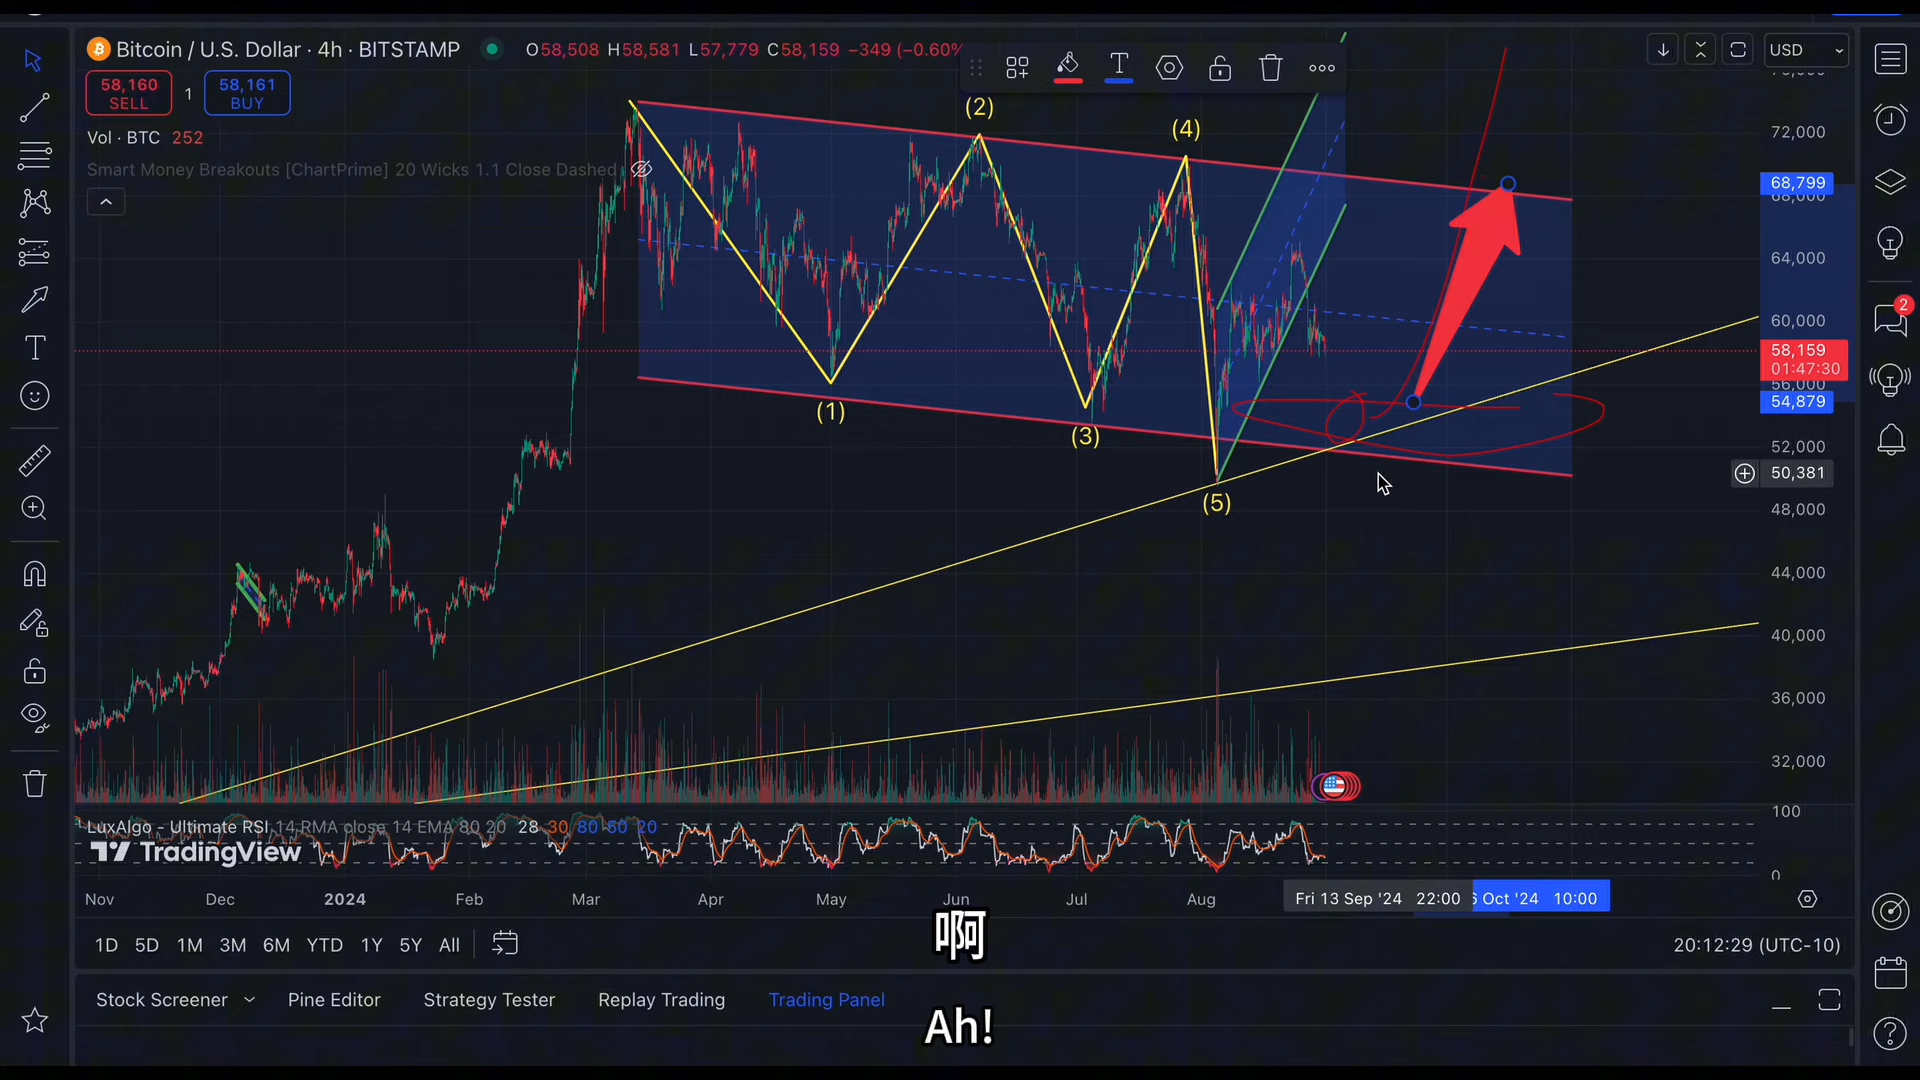 Bitcoin / U.S. Dollar · 4h · BITSTAMP
O58,508 H58,581 L57,779 C58,159 −349 (−0.60%
USD
58,160
SELL
1
58,161
BUY
Vol · BTC 252
Smart Money Breakouts [ChartPrime] 20 Wicks 1.1 Close Dashed
(2)
(4)
(1)
(3)
(5)
72,000
68,799
68,000
64,000
60,000
58,159
01:47:30
56,000
54,879
52,000
50,381
48,000
44,000
40,000
36,000
32,000
2
100
0
LuxAlgo - Ultimate RSI 14 RMA close 14 EMA 80 20 28 30 80 50 20
TradingView
Nov Dec 2024 Feb Mar Apr May Jun Jul Aug Fri 13 Sep '24 22:00 Oct '24 10:00
啊
1D 5D 1M 3M 6M YTD 1Y 5Y All
20:12:29 (UTC-10)
Stock Screener Pine Editor Strategy Tester Replay Trading Trading Panel
Ah!